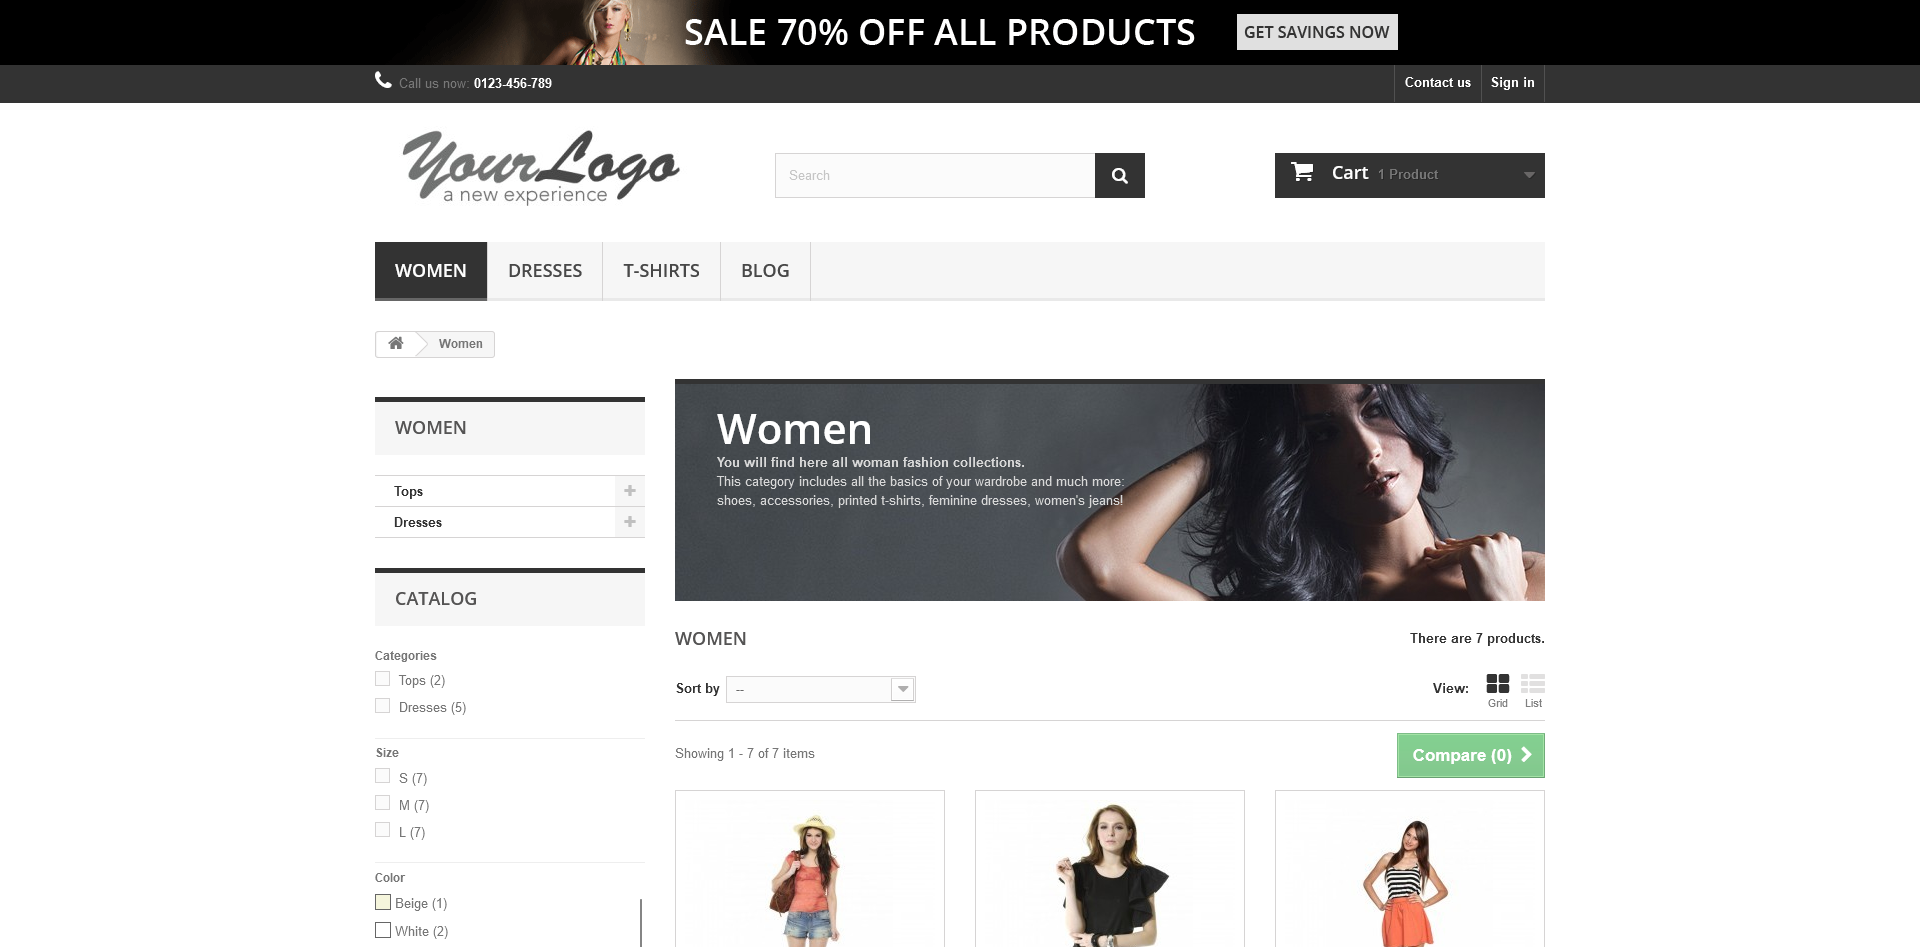 SALE 70% OFF ALL PRODUCTS GET SAVINGS NOW
Call us now: 0123-456-789
Contact us
Sign in
YourLogo
a new experience
Search
Cart 1 Product
WOMEN
DRESSES
T-SHIRTS
BLOG
Women
WOMEN
Tops
Dresses
CATALOG
Categories
Tops (2)
Dresses (5)
Size
S (7)
M (7)
L (7)
Color
Beige (1)
White (2)
Women
You will find here all woman fashion collections.
This category includes all the basics of your wardrobe and much more:
shoes, accessories, printed t-shirts, feminine dresses, women's jeans!
WOMEN
There are 7 products.
Sort by --
View:
Grid
List
Showing 1 - 7 of 7 items
Compare (0)